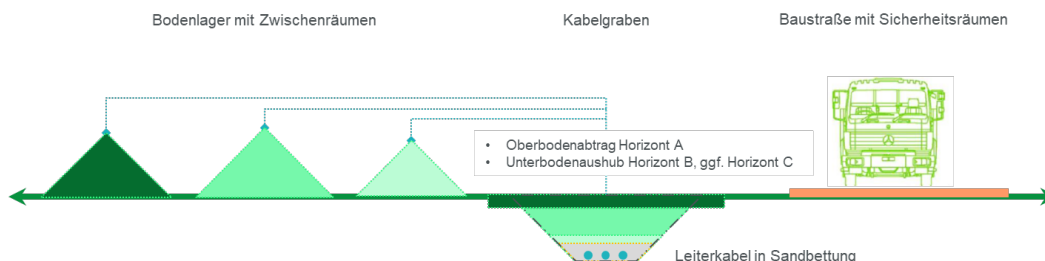 Bodenlager mit Zwischenräumen
Kabelgraben
Baustraße mit Sicherheitsräumen
• Oberbodenabtrag Horizont A
• Unterbodenaushub Horizont B, ggf. Horizont C
Leiterkabel in Sandbettung